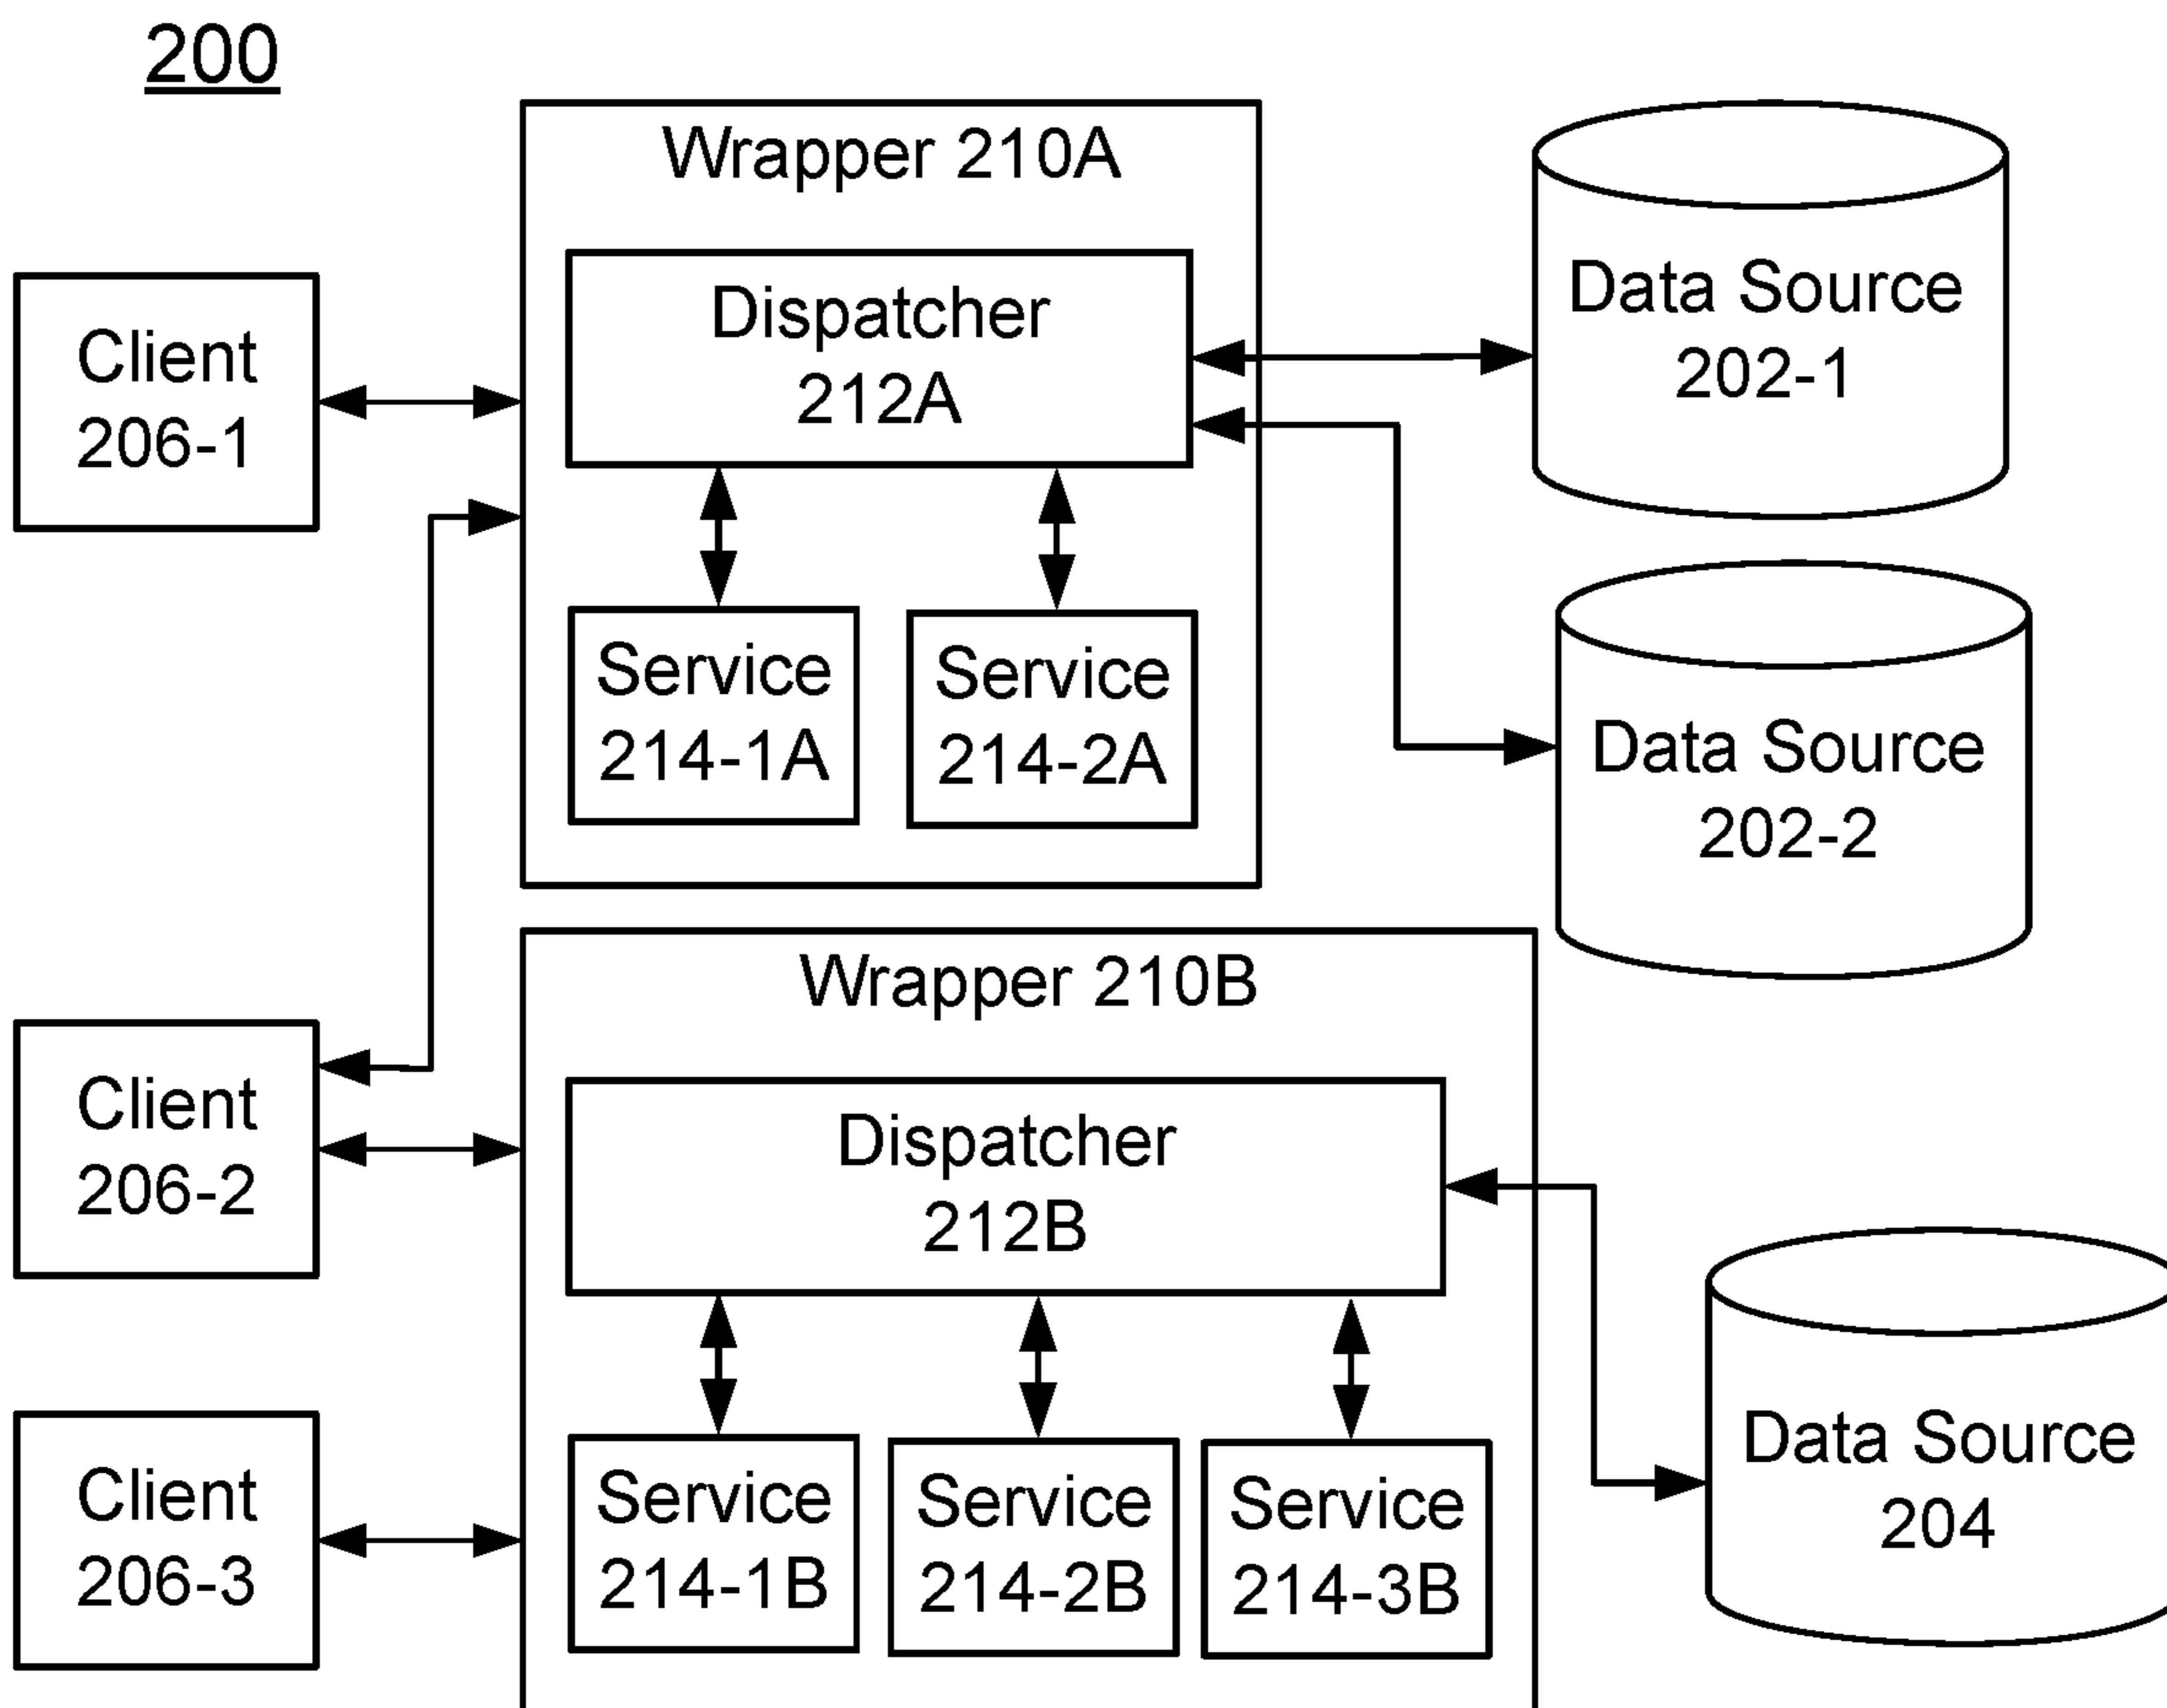 200
Wrapper 210A
Dispatcher
212A
Service
214-1A
Service
214-2A
Client
206-1
Data Source
202-1
Data Source
202-2
Client
206-2
Wrapper 210B
Dispatcher
212B
Service
214-1B
Service
214-2B
Service
214-3B
Client
206-3
Data Source
204